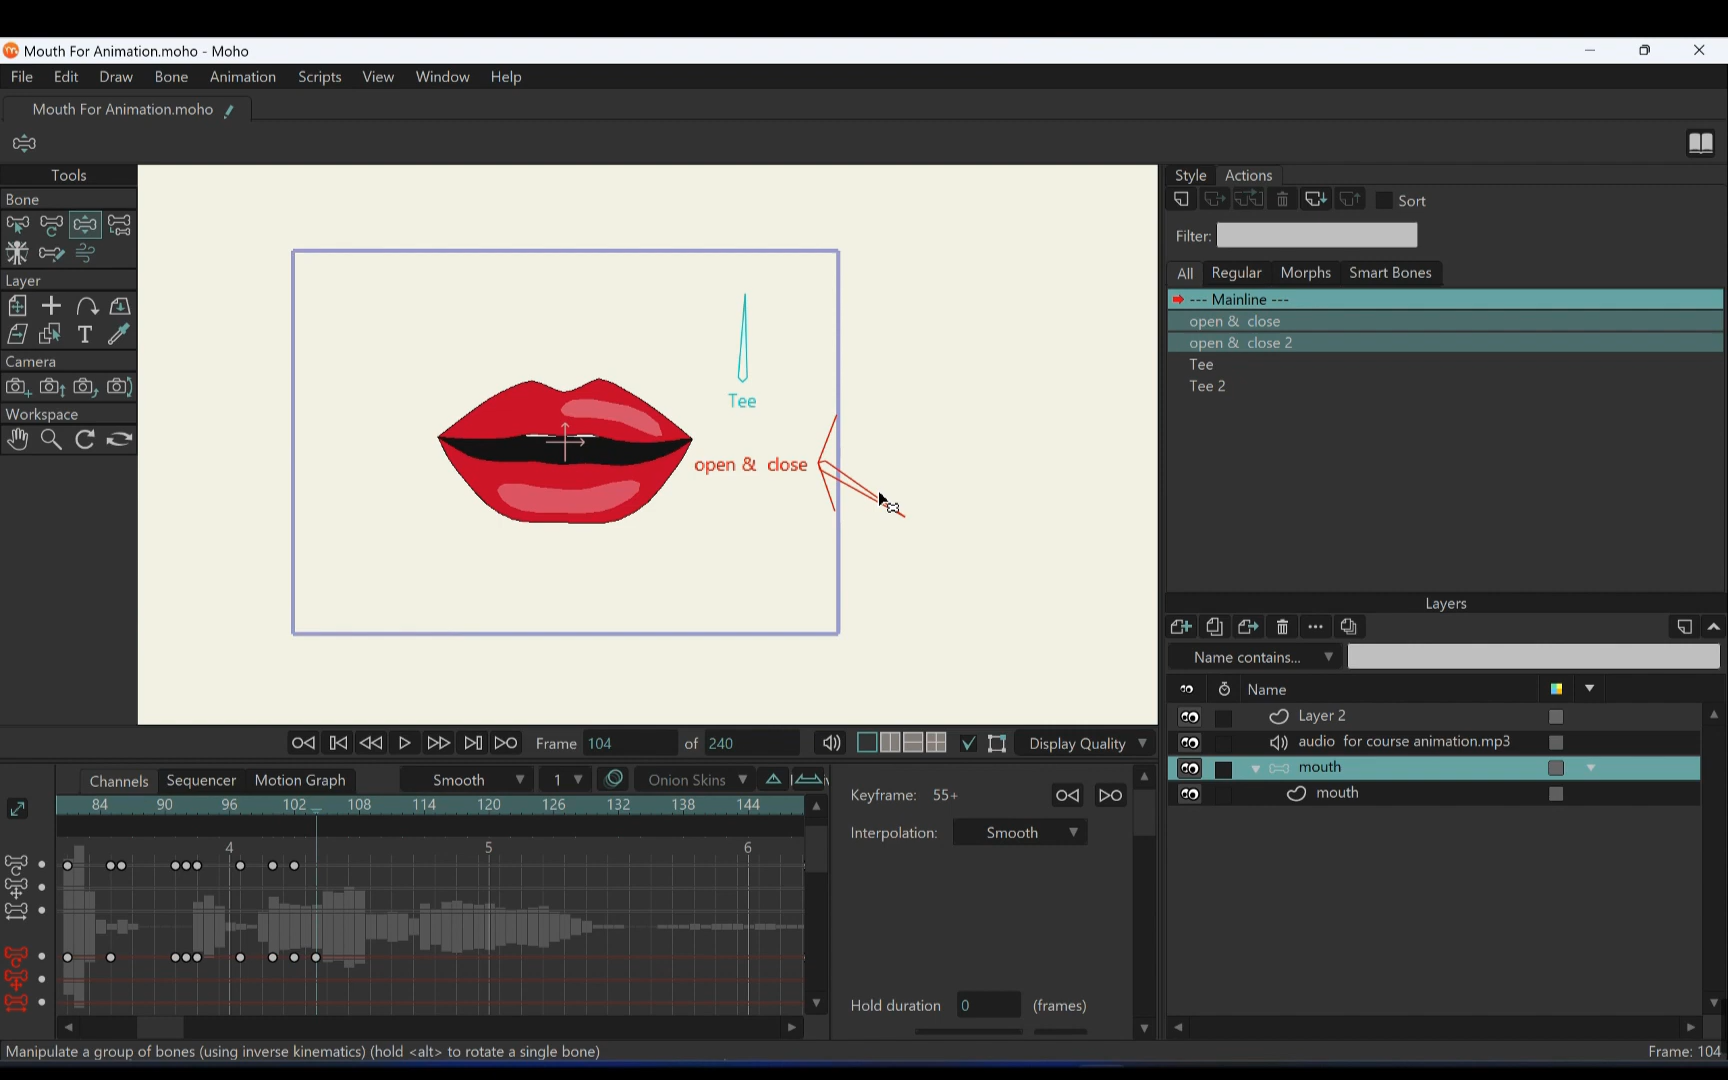 Mouth For Animation.moho - Moho
File Edit Draw Bone Animation Scripts View Window Help
Mouth For Animation.moho
Tools
Bone
Layer
Camera
Workspace
Tee
open & close
Style Actions
Sort
Filter:
All Regular Morphs Smart Bones
--- Mainline ---
open & close
open & close 2
Tee
Tee 2
Layers
Name contains...
Name
Layer 2
audio for course animation.mp3
mouth
mouth
Frame 104 of 240 Display Quality
Channels Sequencer Motion Graph Smooth 1 Onion Skins
84 90 96 102 108 114 120 126 132 138 144
4 5 6
Keyframe: 55+
Interpolation: Smooth
Hold duration 0 (frames)
Manipulate a group of bones (using inverse kinematics) (hold <alt> to rotate a single bone) Frame: 104